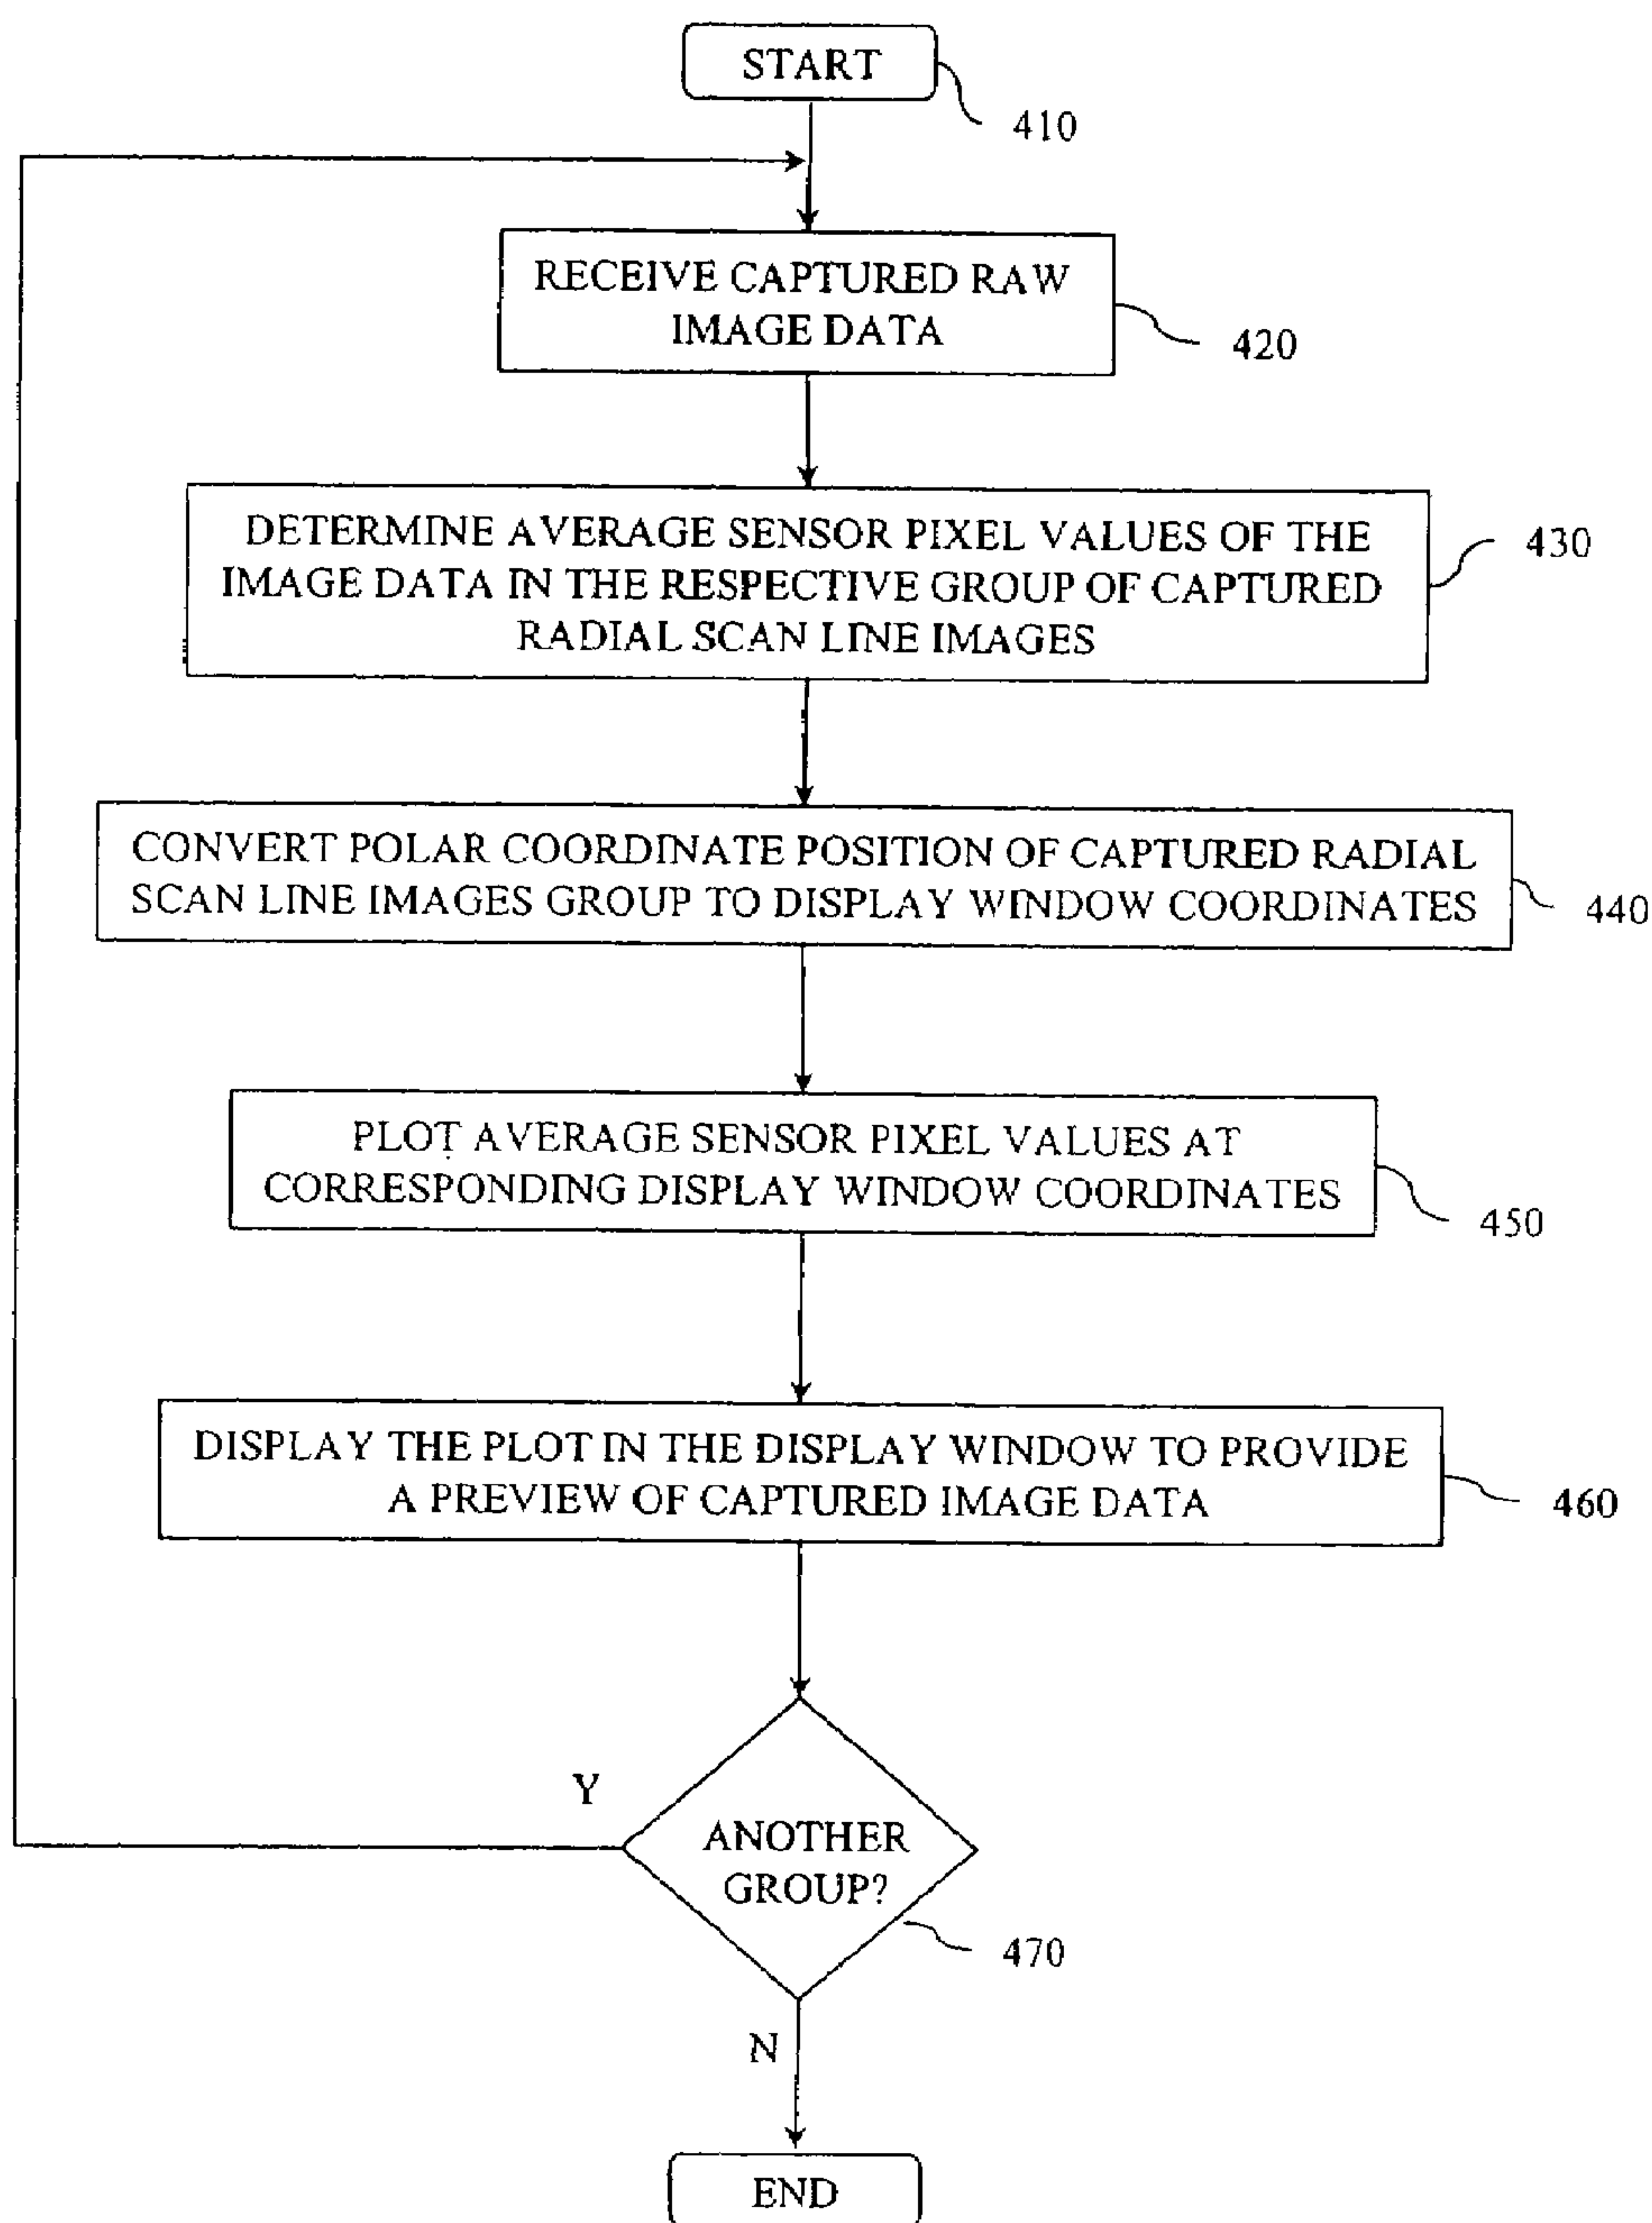 START
410
RECEIVE CAPTURED RAW
IMAGE DATA
420
DETERMINE AVERAGE SENSOR PIXEL VALUES OF THE
IMAGE DATA IN THE RESPECTIVE GROUP OF CAPTURED
RADIAL SCAN LINE IMAGES
430
CONVERT POLAR COORDINATE POSITION OF CAPTURED RADIAL
SCAN LINE IMAGES GROUP TO DISPLAY WINDOW COORDINATES
440
PLOT AVERAGE SENSOR PIXEL VALUES AT
CORRESPONDING DISPLAY WINDOW COORDINATES
450
DISPLAY THE PLOT IN THE DISPLAY WINDOW TO PROVIDE
A PREVIEW OF CAPTURED IMAGE DATA
460
Y
ANOTHER
GROUP?
470
N
END